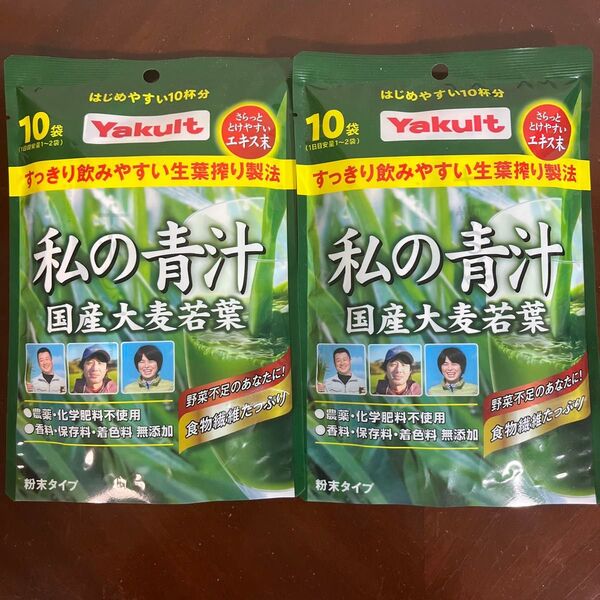 はじめやすい10杯分
10袋
(1日目安量1~2袋)
Yakult
さらっと
とけやすい
エキス末
すっきり飲みやすい生葉搾り製法
私の青汁
国産大麦若葉
野菜不足のあなたに!
食物繊維たっぷり
●農薬・化学肥料不使用
●香料・保存料・着色料 無添加
粉末タイプ
はじめやすい10杯分
10袋
(1日目安量1~2袋)
Yakult
さらっと
とけやすい
エキス末
すっきり飲みやすい生葉搾り製法
私の青汁
国産大麦若葉
野菜不足のあなたに!
食物繊維たっぷり
●農薬・化学肥料不使用
●香料・保存料・着色料 無添加
粉末タイプ